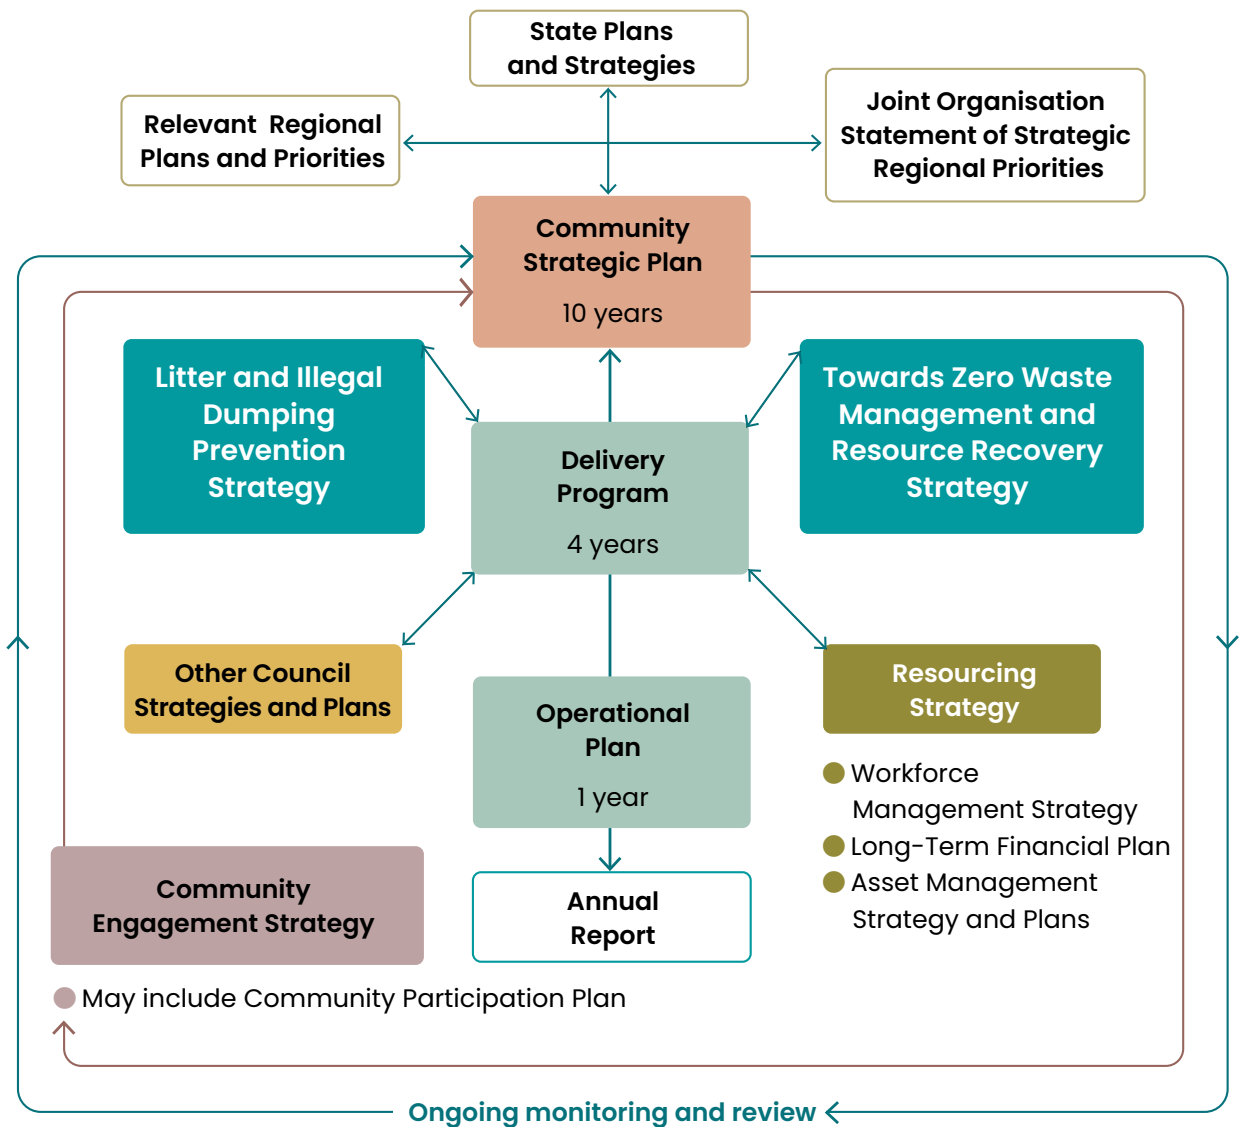 State Plans
and Strategies
Relevant Regional
Plans and Priorities
Joint Organisation
Statement of Strategic
Regional Priorities
Community
Strategic Plan
10 years
Litter and Illegal
Dumping
Prevention
Strategy
Delivery
Program
4 years
Towards Zero Waste
Management and
Resource Recovery
Strategy
Other Council
Strategies and Plans
Operational
Plan
1 year
Resourcing
Strategy
Workforce
Management Strategy
Long-Term Financial Plan
Asset Management
Strategy and Plans
Community
Engagement Strategy
May include Community Participation Plan
Annual
Report
Ongoing monitoring and review